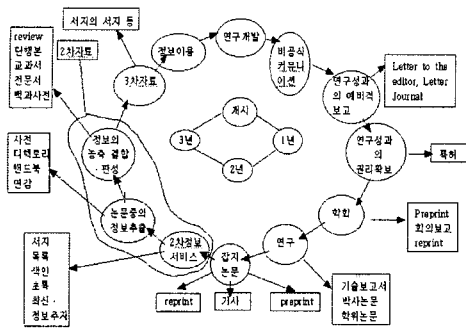 서지의 서지 등
review
단행본
교과서
전문서
백과사전
2차자료
3차자료
정보이용
연구개발
비공식
커뮤니
케이션
연구성과
의 예비적
보고
Letter to the
editor, Letter
Journal
개시
1년
2년
3년
정보의
농축 결합
· 판성
연구성과
의
권리확보
특허
사전
디렉토리
핸드북
연감
논문중의
정보추출
학회
Preprint
회의보고
reprint
2차정보
서비스
잡지
논문
연구
서지
목록
색인
초록
최신 ·
정보주지
reprint
기사
preprint
기술보고서
박사논문
학위논문